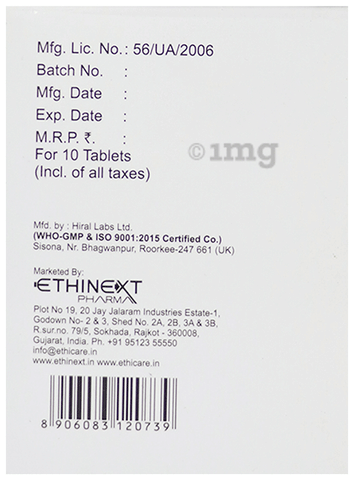 Mfg. Lic. No.: 56/UA/2006
Batch No. :
Mfg. Date :
Exp. Date :
M.R.P. ₹. :
For 10 Tablets
(Incl. of all taxes)
1mg
Mfd. by : Hiral Labs Ltd.
(WHO-GMP & ISO 9001:2015 Certified Co.)
Sisona, Nr. Bhagwanpur, Roorkee-247 661 (UK)
Marketed By:
ETHINEXT
PHARMA
Plot No 19, 20 Jay Jalaram Industries Estate-1,
Godown No- 2 & 3, Shed No. 2A, 2B, 3A & 3B,
R.sur.no. 79/5, Sokhada, Rajkot - 360008,
Gujarat, India. Ph. +91 95123 55550
info@ethicare.in
www.ethinext.in www.ethicare.in
8 906083 120739